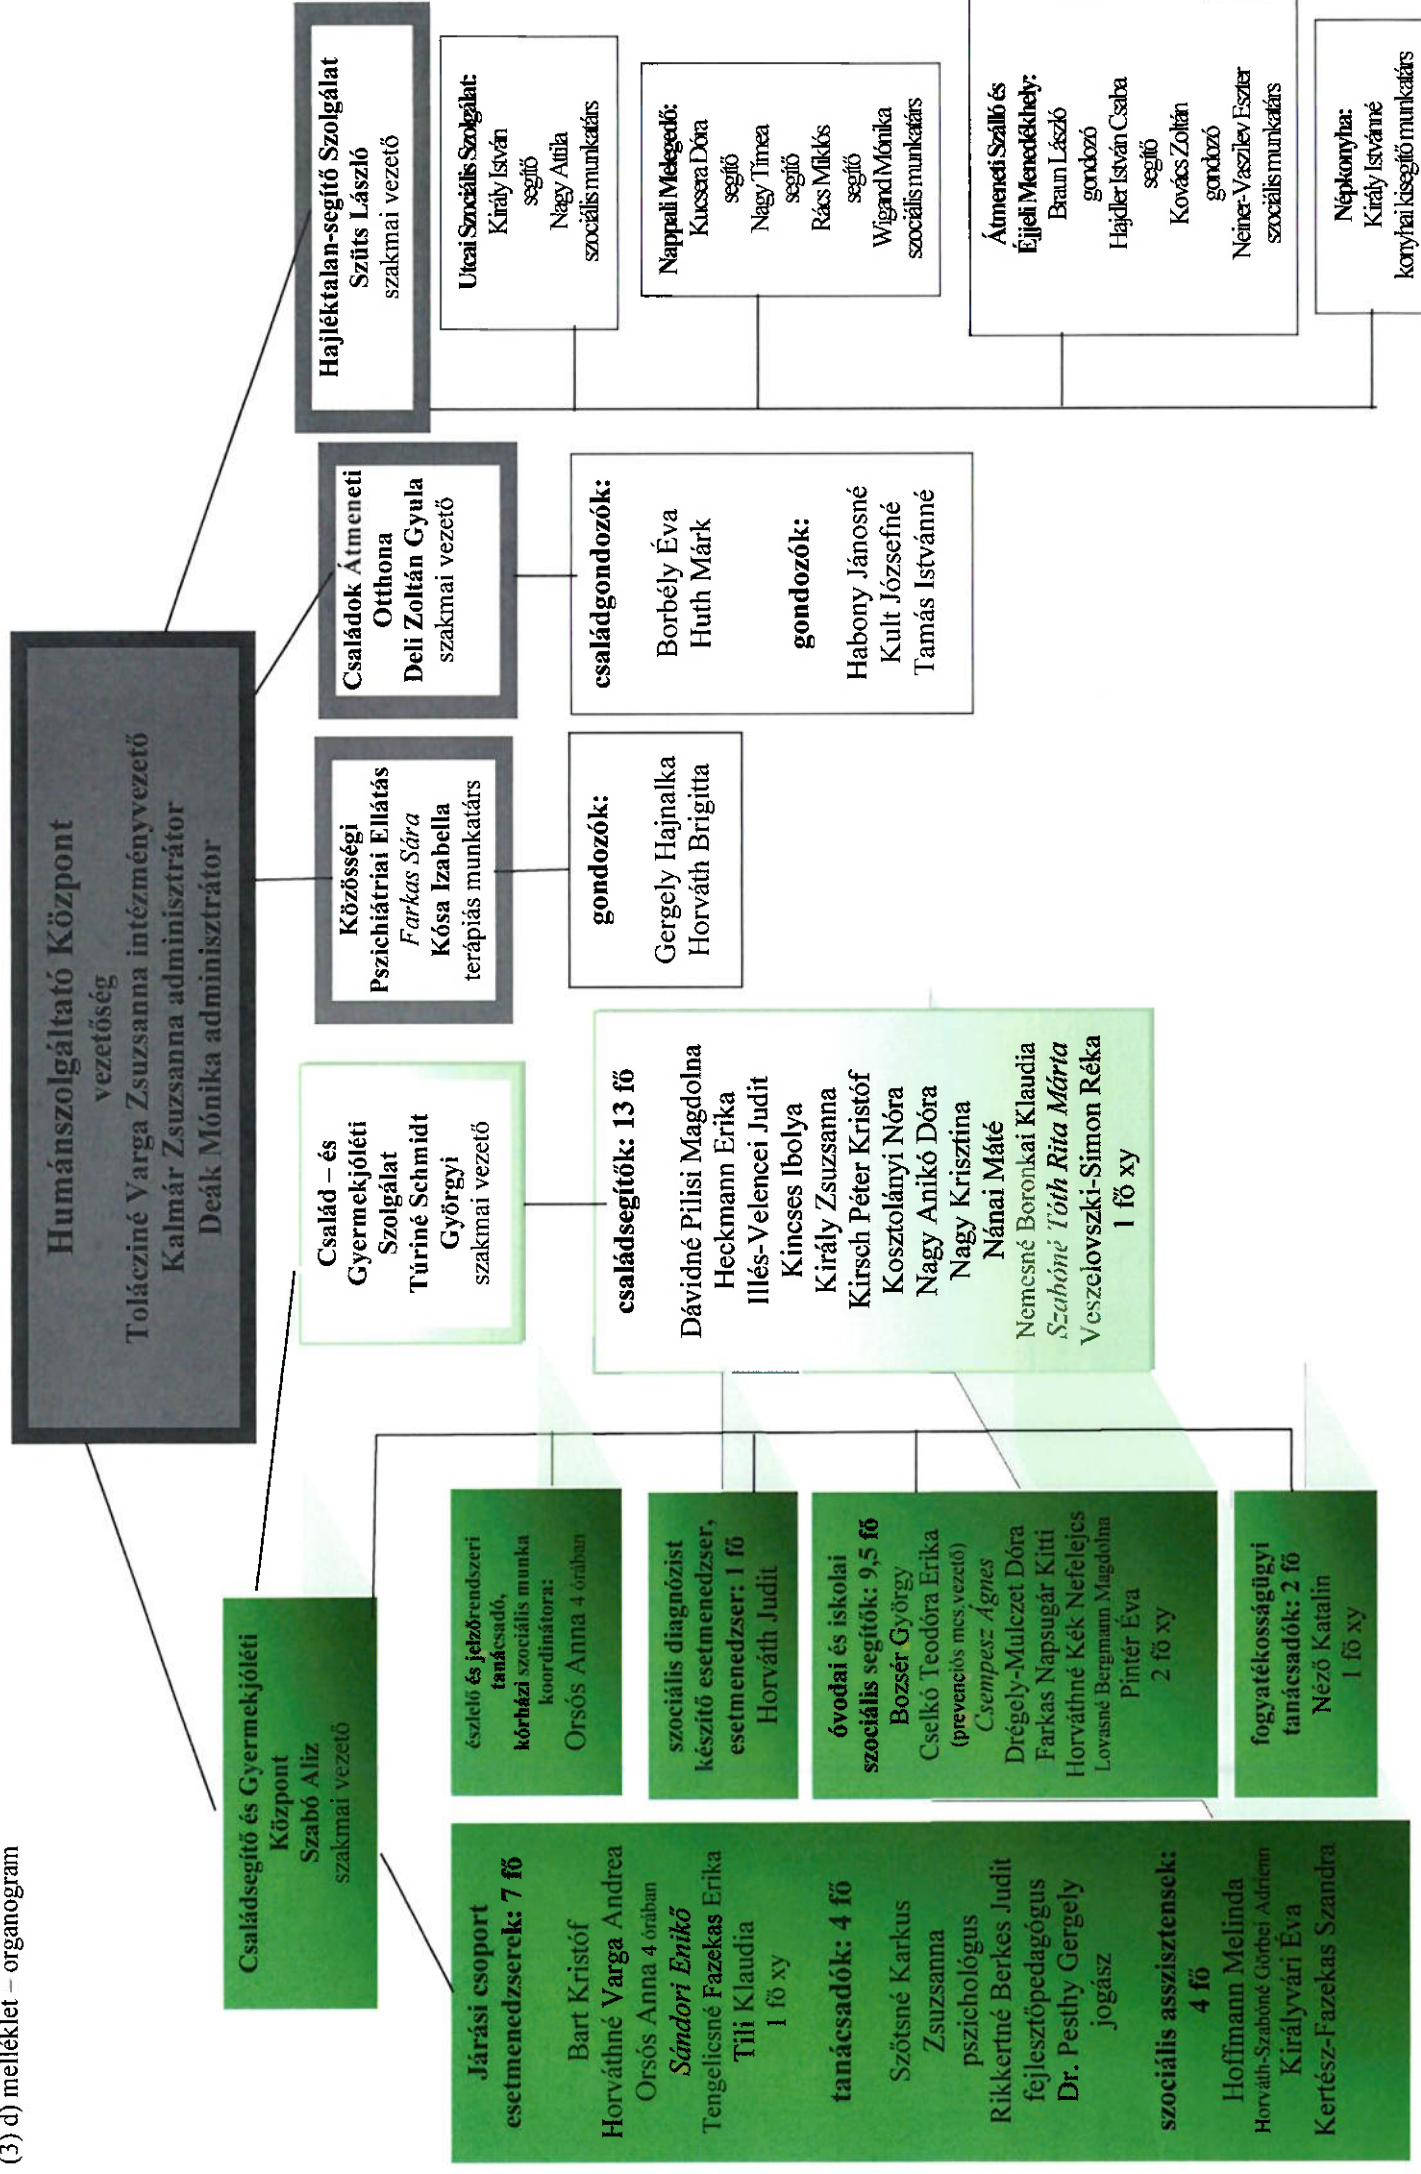 (3) d) melléklet – organogram
Humánszolgáltató Központ
vezetőség
Tolácziné Varga Zsuzsanna intézményvezető
Kalmár Zsuzsanna adminisztrátor
Deák Mónika adminisztrátor
Családsegítő és Gyermekjóléti
Központ
Szabó Aliz
szakmai vezető
Család – és
Gyermekjóléti
Szolgálat
Túriné Schmidt
Györgyi
szakmai vezető
Közösségi
Pszichiátriai Ellátás
Farkas Sára
Kósa Izabella
terápiás munkatárs
Családok Átmeneti
Otthona
Deli Zoltán Gyula
szakmai vezető
Hajléktalan-segítő Szolgálat
Szüts László
szakmai vezető
Járási csoport
esetmenedzserek: 7 fő
Bart Kristóf
Horváthné Varga Andrea
Orsós Anna 4 órában
Sándori Enikő
Tengelicsné Fazekas Erika
Tili Klaudia
1 fő xy
tanácsadók: 4 fő
Szőtsné Karkus
Zsuzsana
pszichológus
Rikkertné Berkes Judit
fejlesztőpedagógus
Dr. Pesthy Gergely
jogász
szociális asszisztensek:
4 fő
Hoffmann Melinda
Horváth-Szabóné Görbei Adrienn
Királyvári Éva
Kertész-Fazekas Szandra
észlelő és jelzőrendszeri
tanácsadó,
kórházi szociális munka
koordinátora:
Orsós Anna 4 órában
szociális diagnózist
készítő esetmenedzser,
esetmenedzser: 1 fő
Horváth Judit
óvodai és iskolai
szociális segítők: 9,5 fő
Bozsér György
Cselkó Teodóra Erika
(prevenciós mcs.vezető)
Csempesz Ágnes
Drégely-Mulczet Dóra
Farkas Napsugár Kitti
Horváthné Kék Nefelejcs
Lovasné Bergmann Magdolna
Pintér Éva
2 fő xy
fogyatékosságügyi
tanácsadók: 2 fő
Néző Katalin
1 fő xy
családsegítők: 13 fő
Dávidné Pilisi Magdolna
Heckmann Erika
Illés-Velencei Judit
Kincses Ibolya
Király Zsuzsanna
Kirsch Péter Kristóf
Kosztolányi Nóra
Nagy Anikó Dóra
Nagy Krisztina
Nánai Máté
Nemesné Boronkai Klaudia
Szabóné Tóth Rita Márta
Veszelovszki-Simon Réka
1 fő xy
gondozók:
Gergely Hajnalka
Horváth Brigitta
családgondozók:
Borbély Éva
Huth Márk
gondozók:
Habony Jánosné
Kult Józsefné
Tamás Istvánné
Utcai Szociális Szolgálat:
Király István
segítő
Nagy Attila
szociális munkatárs
Nappali Melegedő:
Kucsera Dóra
segítő
Nagy Tímea
segítő
Rács Miklós
segítő
Wigand Mónika
szociális munkatárs
Átmeneti Szálló és
Éjjeli Menedékhely:
Braun László
gondozó
Hajdler István Csaba
segítő
Kovács Zoltán
gondozó
Neiner-Vaszilev Eszter
szociális munkatárs
Népkonyha:
Király Istvánné
konyhai kisegítő munkatárs